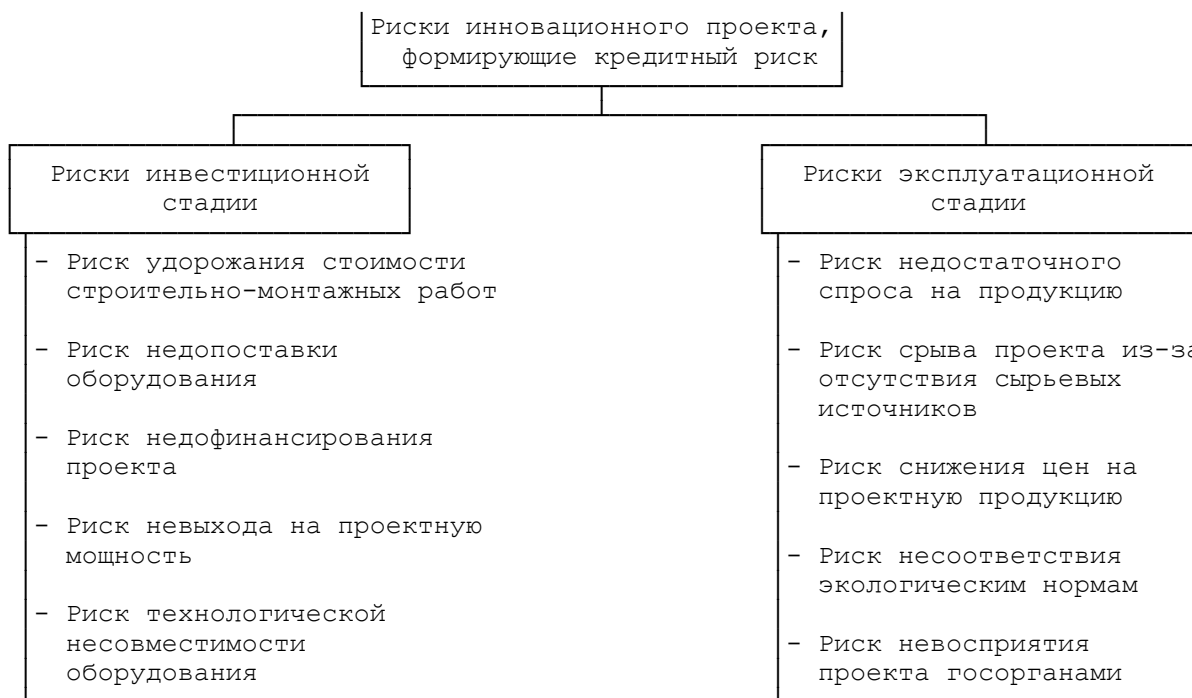 Риски инновационного проекта,
формирующие кредитный риск
Риски инвестиционной
стадии
- Риск удорожания стоимости
строительно-монтажных работ
- Риск недопоставки
оборудования
- Риск недофинансирования
проекта
- Риск невыхода на проектную
мощность
- Риск технологической
несовместимости
оборудования
Риски эксплуатационной
стадии
- Риск недостаточного
спроса на продукцию
- Риск срыва проекта из-за
отсутствия сырьевых
источников
- Риск снижения цен на
проектную продукцию
- Риск несоответствия
экологическим нормам
- Риск невосприятия
проекта госорганами